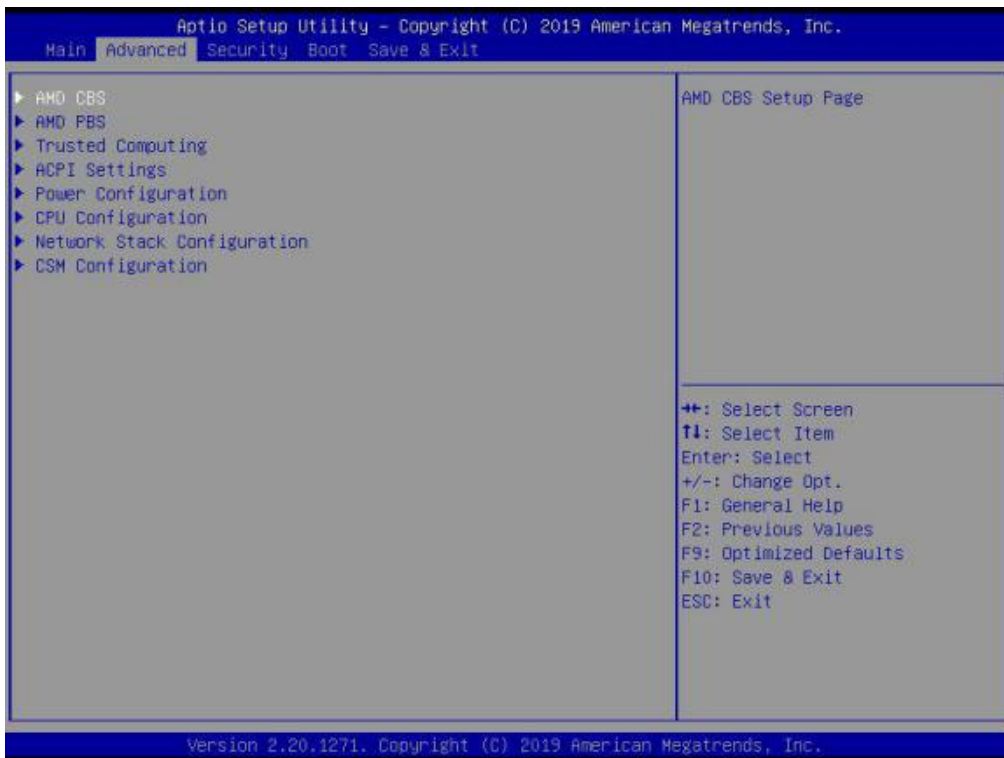 Aptio Setup Utility – Copyright (C) 2019 American Megatrends, Inc.
Main Advanced Security Boot Save & Exit
► AMD CBS
► AMD PBS
► Trusted Computing
► ACPI Settings
► Power Configuration
► CPU Configuration
► Network Stack Configuration
► CSM Configuration
AMD CBS Setup Page
→←: Select Screen
↑↓: Select Item
Enter: Select
+/-: Change Opt.
F1: General Help
F2: Previous Values
F9: Optimized Defaults
F10: Save & Exit
ESC: Exit
Version 2.20.1271. Copyright (C) 2019 American Megatrends, Inc.